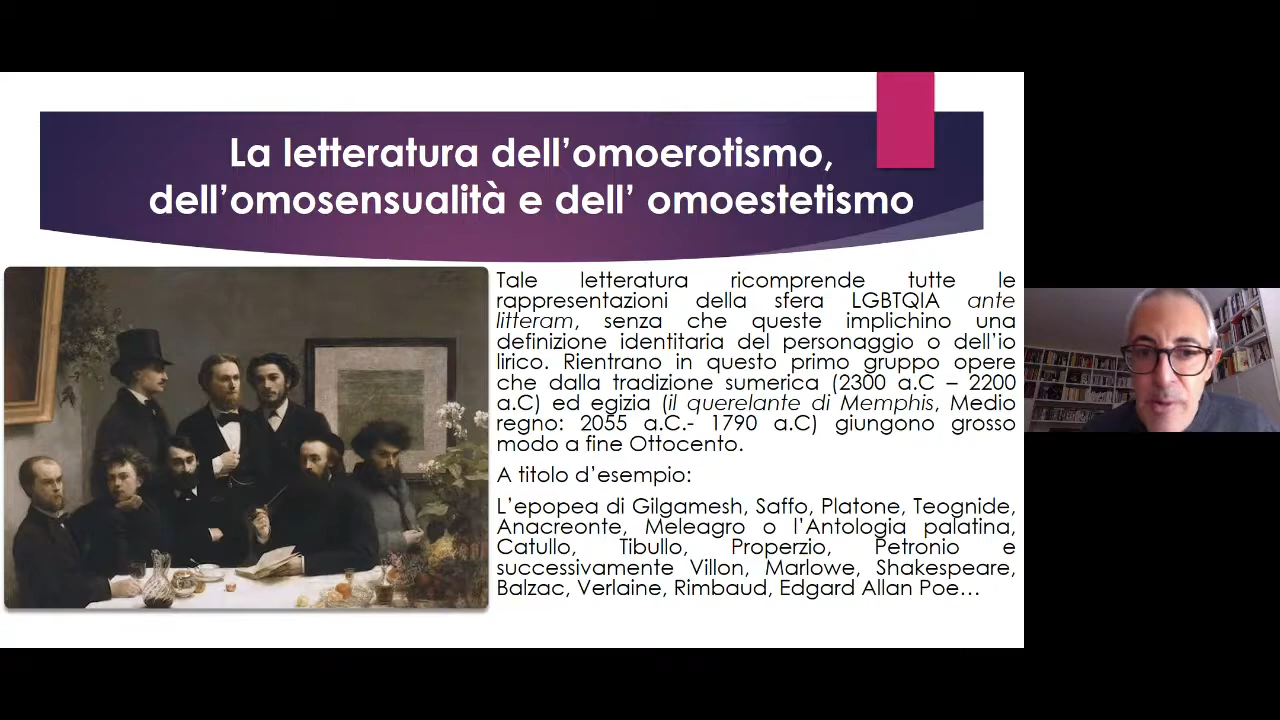 La letteratura dell’omoerotismo,
dell’omosensualità e dell’ omoestetismo
Tale letteratura ricomprende tutte le
rappresentazioni della sfera LGBTQIA ante
litteram, senza che queste implichino una
definizione identitaria del personaggio o dell’io
lirico. Rientrano in questo primo gruppo opere
che dalla tradizione sumerica (2300 a.C – 2200
a.C) ed egizia (il querelante di Memphis, Medio
regno: 2055 a.C.- 1790 a.C) giungono grosso
modo a fine Ottocento.
A titolo d’esempio:
L’epopea di Gilgamesh, Saffo, Platone, Teognide,
Anacreonte, Meleagro o l’Antologia palatina,
Catullo, Tibullo, Properzio, Petronio e
successivamente Villon, Marlowe, Shakespeare,
Balzac, Verlaine, Rimbaud, Edgard Allan Poe…